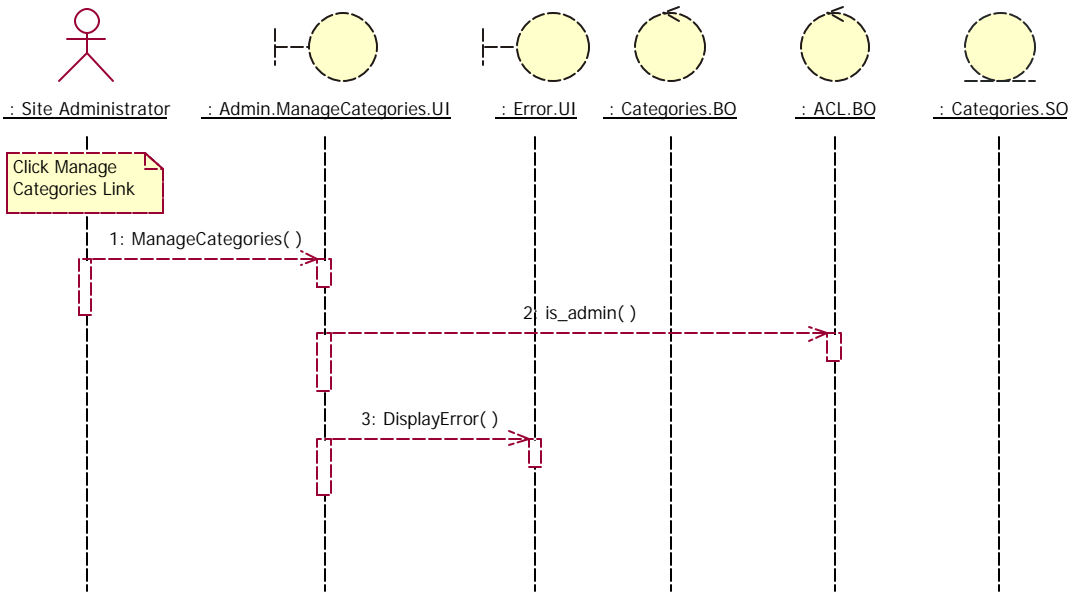 : Site Administrator
: Admin.ManageCategories.UI
: Error.UI
: Categories.BO
: ACL.BO
: Categories.SO
Click Manage
Categories Link
1: ManageCategories( )
2: is_admin( )
3: DisplayError( )